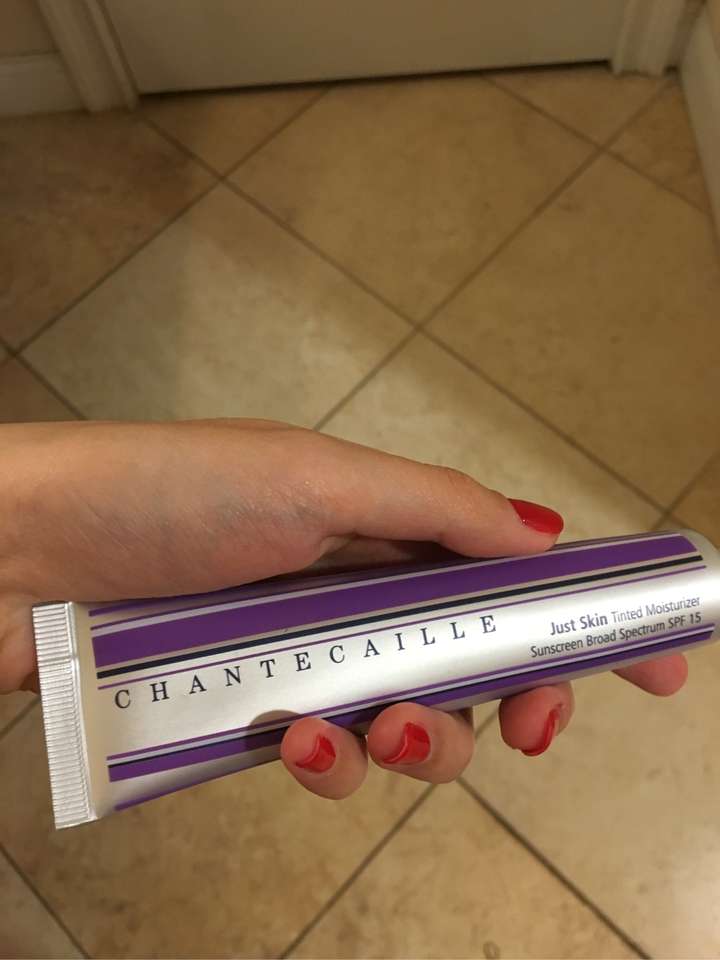 CHANTECAILLE
Just Skin Tinted Moisturizer
Sunscreen Broad Spectrum SPF 15